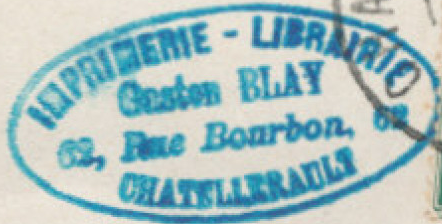 IMPRIMERIE - LIBRAIRIE
Gaston BLAY
62, Rue Bourbon, 62
CHATELLERAULT